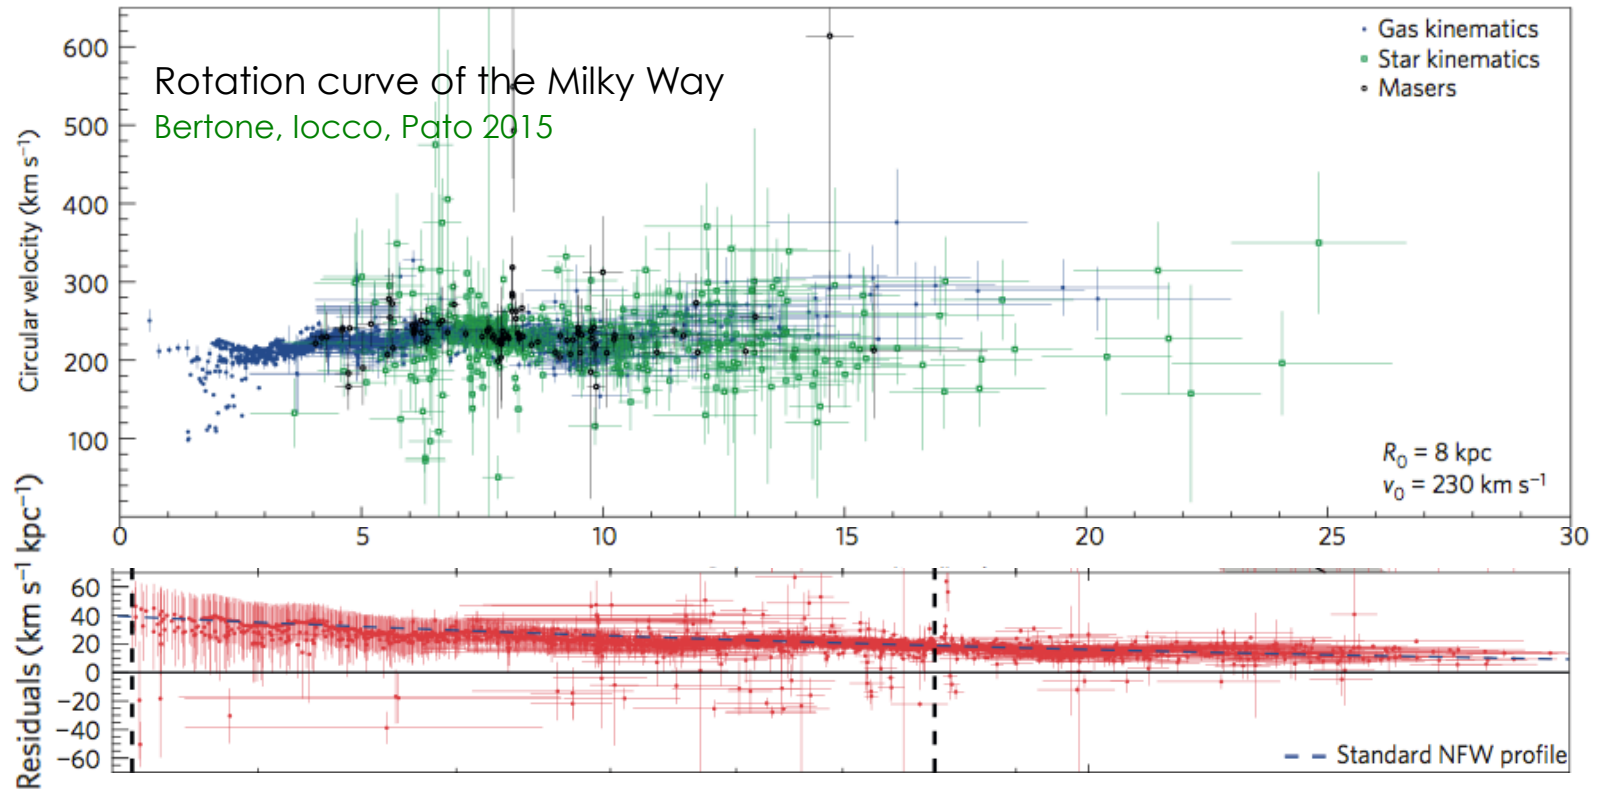 Rotation curve of the Milky Way
Bertone, Iocco, Pato 2015
Gas kinematics
Star kinematics
Masers
Circular velocity (km s⁻¹)
600
500
400
300
200
100
R₀ = 8 kpc
v₀ = 230 km s⁻¹
0 5 10 15 20 25 30
Residuals (km s⁻¹ kpc⁻¹)
60
40
20
0
−20
−40
−60
Standard NFW profile